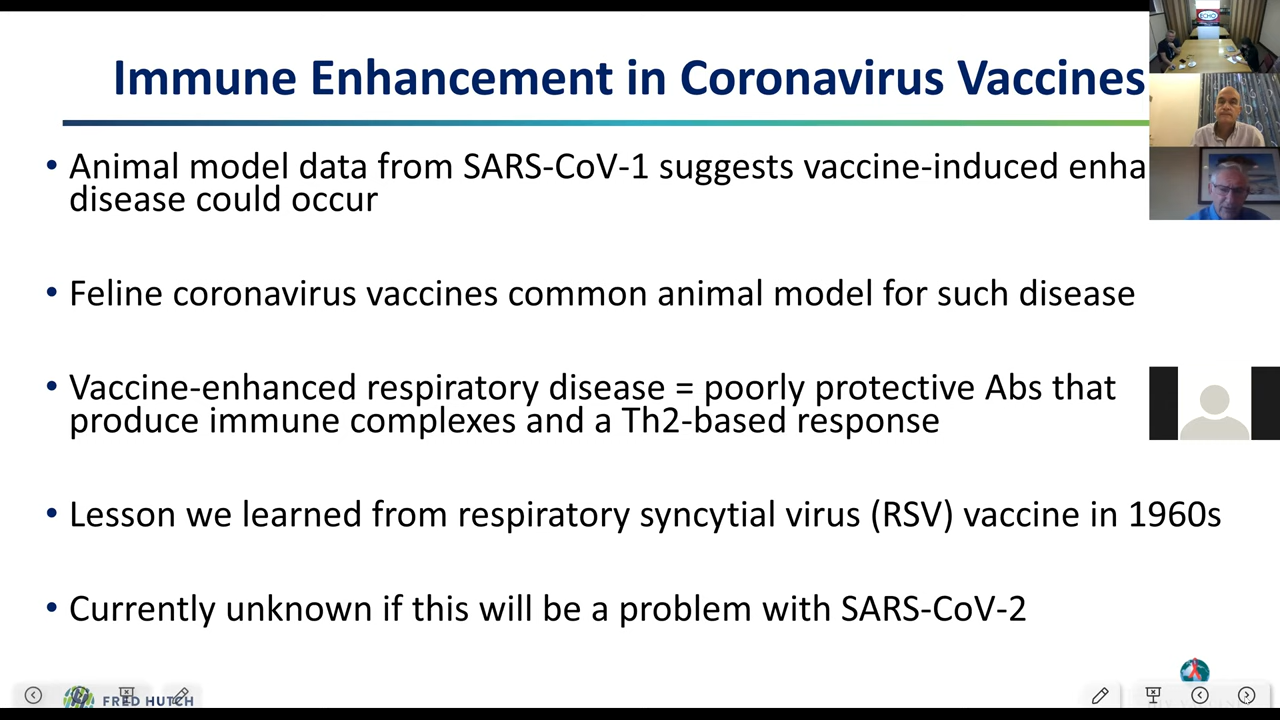 Immune Enhancement in Coronavirus Vaccines
• Animal model data from SARS-CoV-1 suggests vaccine-induced enha
disease could occur
• Feline coronavirus vaccines common animal model for such disease
• Vaccine-enhanced respiratory disease = poorly protective Abs that
produce immune complexes and a Th2-based response
• Lesson we learned from respiratory syncytial virus (RSV) vaccine in 1960s
• Currently unknown if this will be a problem with SARS-CoV-2
FRED HUTCH
ECHO